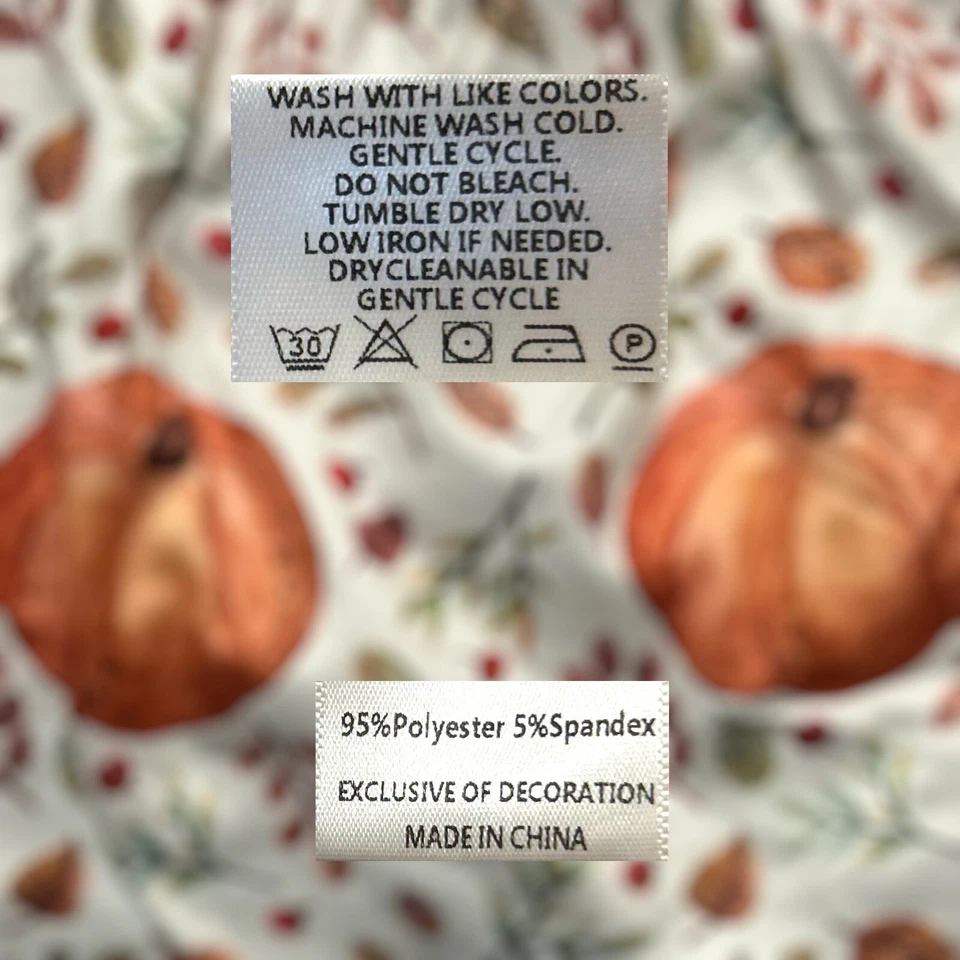 WASH WITH LIKE COLORS.
MACHINE WASH COLD.
GENTLE CYCLE.
DO NOT BLEACH.
TUMBLE DRY LOW.
LOW IRON IF NEEDED.
DRYCLEANABLE IN
GENTLE CYCLE
30 P
95%Polyester 5%Spandex
EXCLUSIVE OF DECORATION
MADE IN CHINA